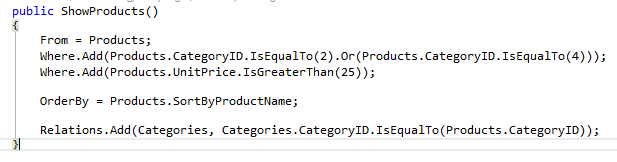 public ShowProducts()
{
From = Products;
Where.Add(Products.CategoryID.IsEqualTo(2).Or(Products.CategoryID.IsEqualTo(4)));
Where.Add(Products.UnitPrice.IsGreaterThan(25));
OrderBy = Products.SortByProductName;
Relations.Add(Categories, Categories.CategoryID.IsEqualTo(Products.CategoryID));
}